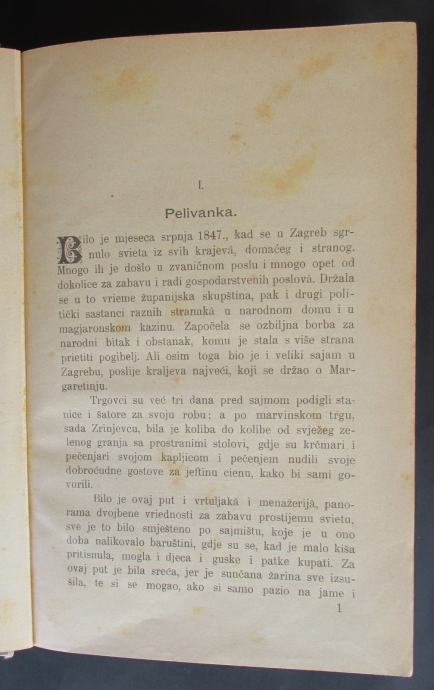 I.
Pelivanka.
Bilo je mjeseca srpnja 1847., kad se u Zagreb sgr-
nulo svieta iz svih krajevâ, domaćeg i stranog.
Mnogo ih je došlo u zvaničnom poslu i mnogo opet od
dokolice za zabavu i radi gospodarstvenih poslovâ. Držala
se u to vrieme županijska skupština, pak i drugi poli-
tički sastanci raznih stranakâ u narodnom domu i u
magjaronskom kazinu. Započela se ozbiljna borba za
narodni bitak i obstanak, komu je stala s više strana
prietiti pogibelj. Ali osim toga bio je i veliki sajam u
Zagrebu, poslije kraljeva najveći, koji se držao o Mar-
garetinju.
Trgovci su već tri dana pred sajmom podigli sta-
nice i šatore za svoju robu; a po marvinskom trgu,
sada Zrinjevcu, bila je koliba do kolibe od svježeg ze-
lenog granja sa prostranimi stolovi, gdje su krčmari i
pečenjari svojom kapljicom i pečenjem nudili svoje
dobroćudne gostove za jeftinu cienu, kako bi sami go-
vorili.
Bilo je ovaj put i vrtuljakâ i menažerijâ, pano-
rama dvojbene viednosti za zabavu prostijemu svietu,
sve je to bilo smješteno po sajmištu, koje je u ono
doba nalikovalo baruštini, gdje su se, kad je malo kiša
pritisnula, mogla i djeca i guske i patke kupati. Za
ovaj put je bila sreća, jer je sunčana žarina sve izsu-
šila, te si se mogao, ako si samo pazio na jame i
1